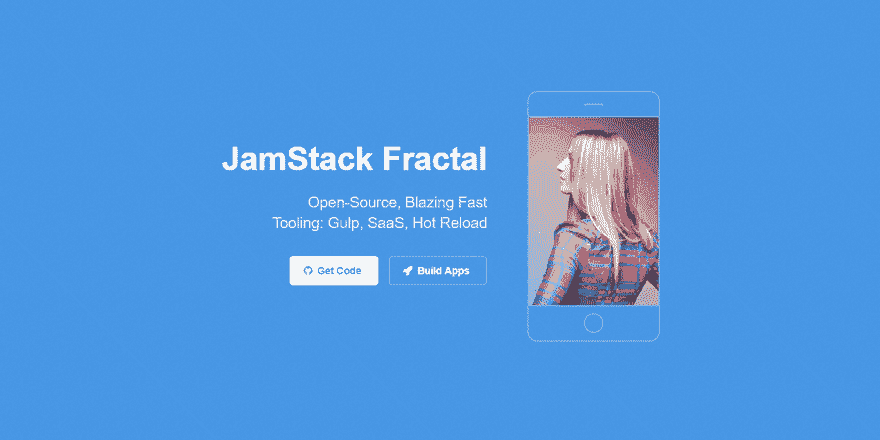 JamStack Fractal
Open-Source, Blazing Fast
Tooling: Gulp, SaaS, Hot Reload
Get Code
Build Apps